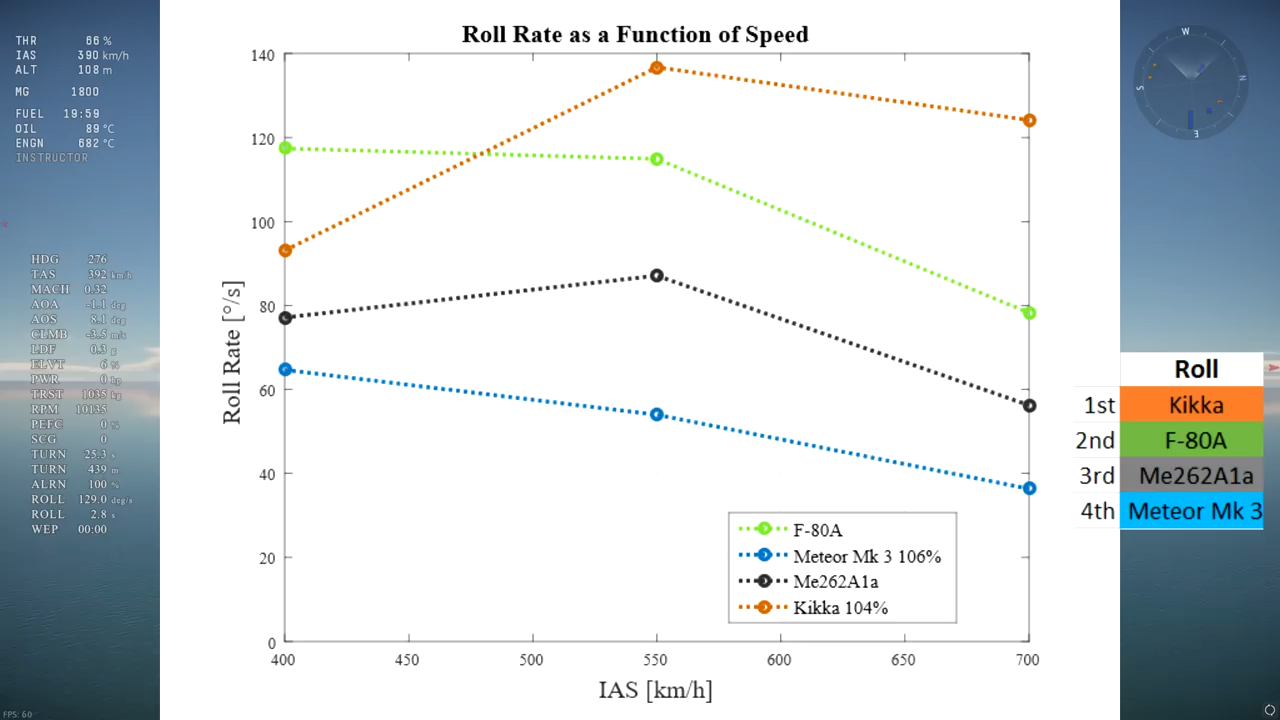 THR 66 %
IAS 390 km/h
ALT 108 m
MG 1800
FUEL 19:59
OIL 89 °C
ENGN 682 °C
INSTRUCTOR
HDG 276
TAS 392 km/h
MACH 0.32
AOA -1.1 deg
AOS 8.1 deg
CLMB -3.5 m/s
LDF 0.3 g
ELVT 6 %
PWR 0 hp
TRST 1035 kg
RPM 10135
PEFC 0 %
SCG 0
TURN 25.3 s
TURN 439 m
ALRN 100 %
ROLL 129.0 deg/s
ROLL 2.8 s
WEP 00:00
FPS: 60
Roll Rate as a Function of Speed
Roll Rate [°/s]
140
120
100
80
60
40
20
0
400 450 500 550 600 650 700
IAS [km/h]
F-80A
Meteor Mk 3 106%
Me262A1a
Kikka 104%
W
N
S
E
Roll
1st Kikka
2nd F-80A
3rd Me262A1a
4th Meteor Mk 3